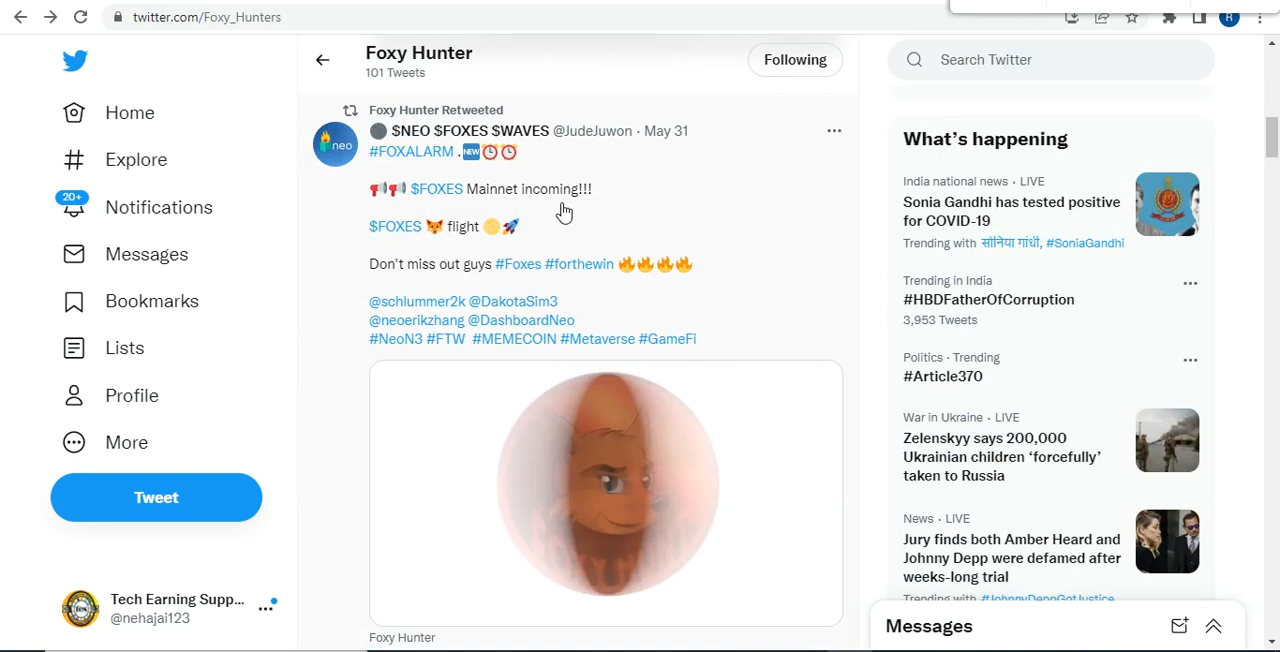 twitter.com/Foxy_Hunters
R
Home
Explore
20+
Notifications
Messages
Bookmarks
Lists
Profile
More
Tweet
Tech Earning Supp...
@nehajai123
Foxy Hunter
101 Tweets
Following
Foxy Hunter Retweeted
$NEO $FOXES $WAVES @JudeJuwon · May 31
#FOXALARM .🆕⏰⏰
📢📢 $FOXES Mainnet incoming!!!
$FOXES 🦊 flight 🌕🚀
Don't miss out guys #Foxes #forthewin 🔥🔥🔥🔥
@schlummer2k @DakotaSim3
@neoerikzhang @DashboardNeo
#NeoN3 #FTW #MEMECOIN #Metaverse #GameFi
neo
Foxy Hunter
Search Twitter
What's happening
India national news · LIVE
Sonia Gandhi has tested positive
for COVID-19
Trending with सोनिया गांधी, #SoniaGandhi
Trending in India
#HBDFatherOfCorruption
3,953 Tweets
Politics · Trending
#Article370
War in Ukraine · LIVE
Zelenskyy says 200,000
Ukrainian children ‘forcefully’
taken to Russia
News · LIVE
Jury finds both Amber Heard and
Johnny Depp were defamed after
weeks-long trial
Trending with #JohnnyDeppGotJustice
Messages